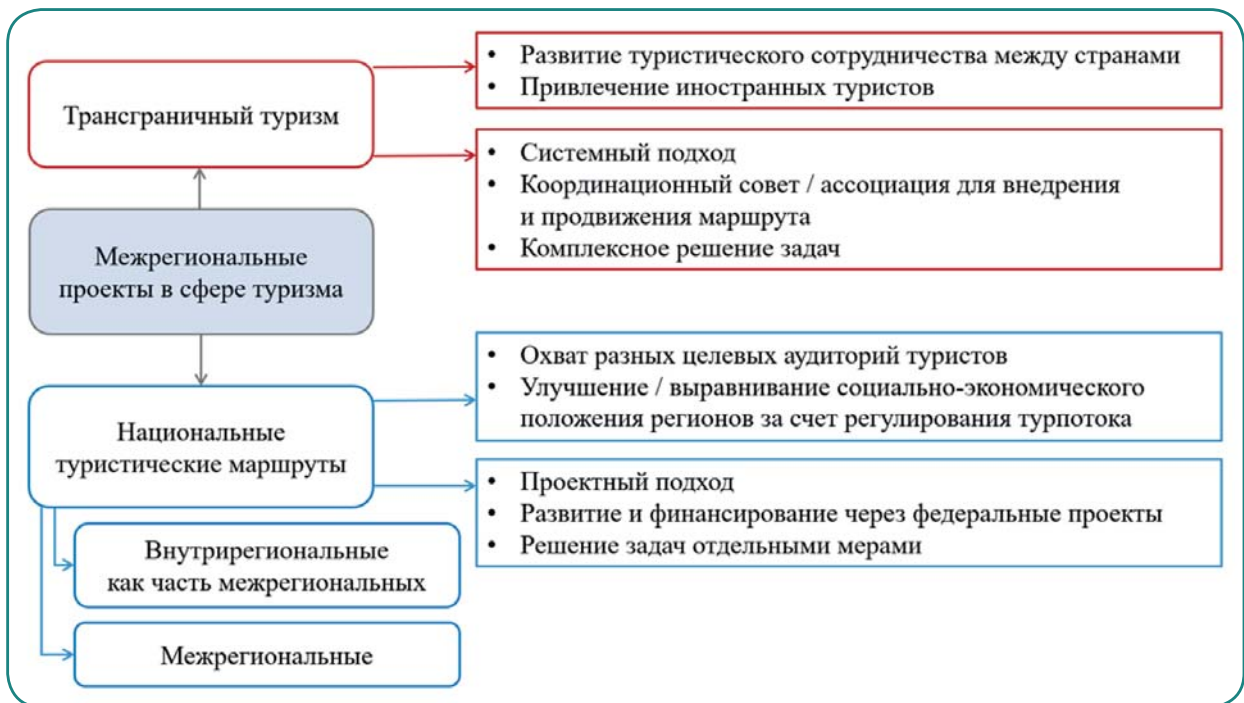 Трансграничный туризм
• Развитие туристического сотрудничества между странами
• Привлечение иностранных туристов
• Системный подход
• Координационный совет / ассоциация для внедрения
и продвижения маршрута
• Комплексное решение задач
Межрегиональные
проекты в сфере туризма
Национальные
туристические маршруты
• Охват разных целевых аудиторий туристов
• Улучшение / выравнивание социально-экономического
положения регионов за счет регулирования турпотока
• Проектный подход
• Развитие и финансирование через федеральные проекты
• Решение задач отдельными мерами
Внутрирегиональные
как часть межрегиональных
Межрегиональные